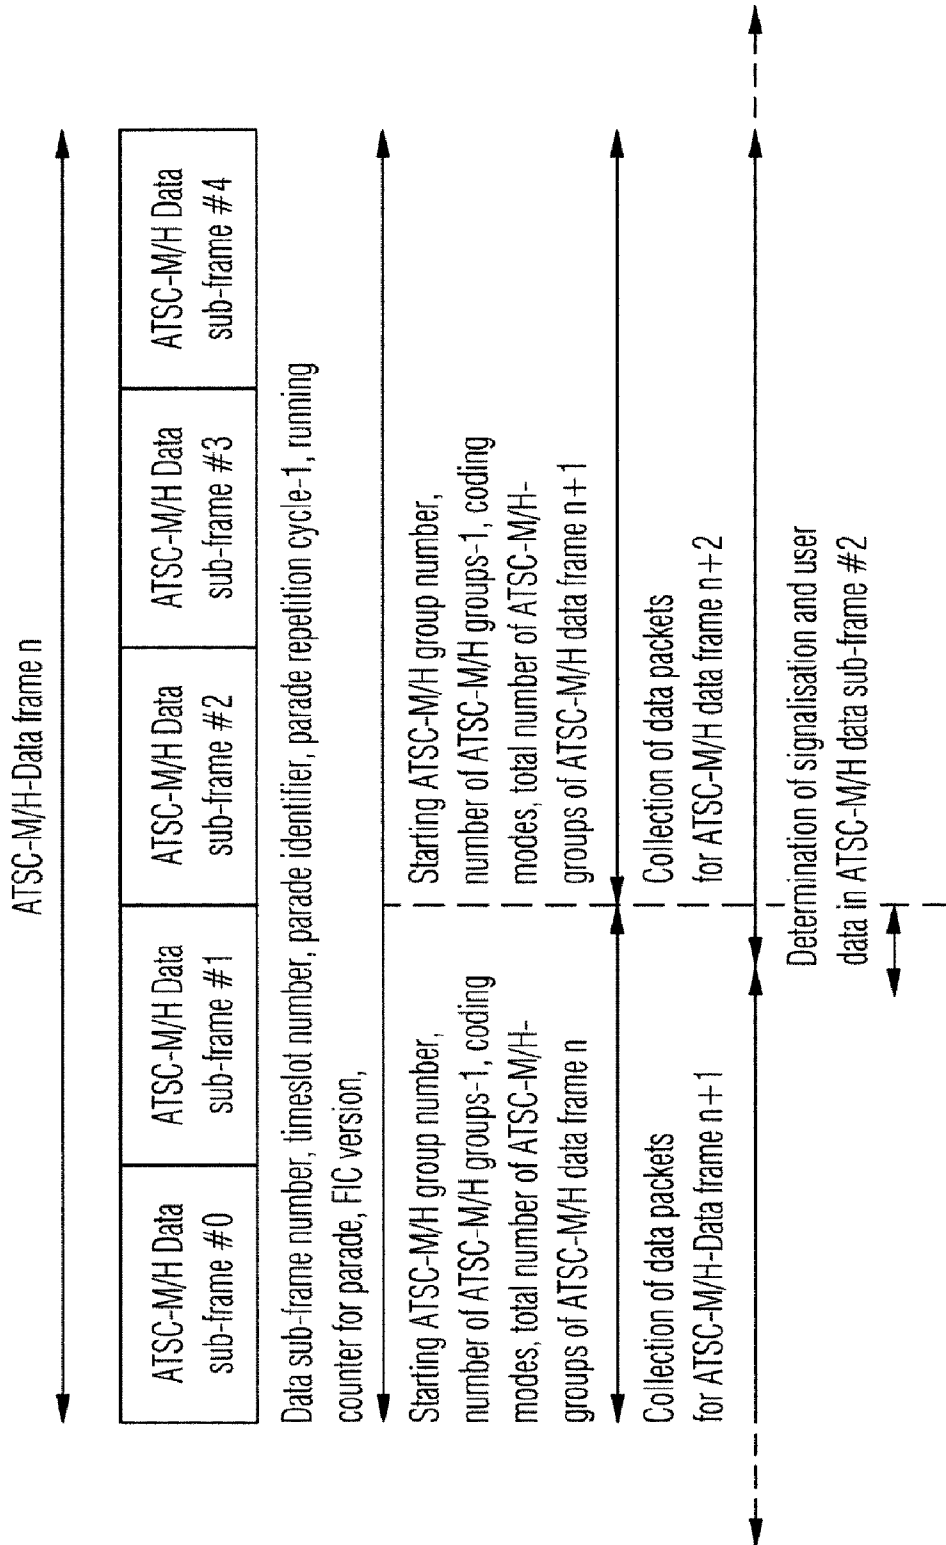 ATSC-M/H-Data frame n
ATSC-M/H Data
sub-frame #0
ATSC-M/H Data
sub-frame #1
ATSC-M/H Data
sub-frame #2
ATSC-M/H Data
sub-frame #3
ATSC-M/H Data
sub-frame #4
Data sub-frame number, timeslot number, parade identifier, parade repetition cycle-1, running
counter for parade, FIC version,
Starting ATSC-M/H group number,
number of ATSC-M/H groups-1, coding
modes, total number of ATSC-M/H-
groups of ATSC-M/H data frame n
Starting ATSC-M/H group number,
number of ATSC-M/H groups-1, coding
modes, total number of ATSC-M/H-
groups of ATSC-M/H data frame n+1
Collection of data packets
for ATSC-M/H-Data frame n+1
Collection of data packets
for ATSC-M/H data frame n+2
Determination of signalisation and user
data in ATSC-M/H data sub-frame #2